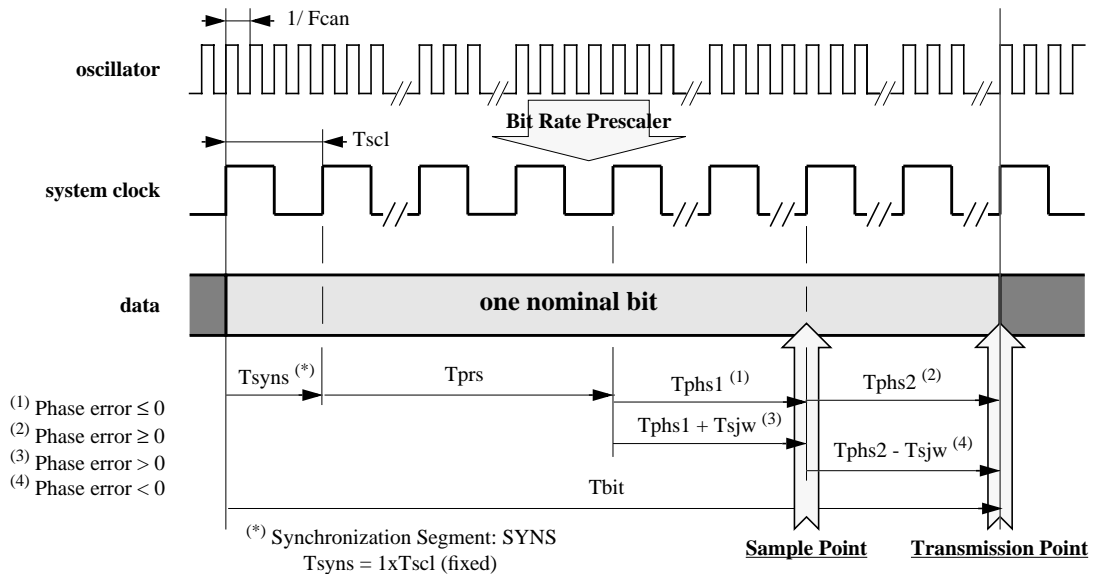 1/ Fcan
oscillator
Bit Rate Prescaler
Tscl
system clock
data
one nominal bit
Tsyns (*)
Tprs
Tphs1 (1)
Tphs2 (2)
(1) Phase error ≤ 0
(2) Phase error ≥ 0
(3) Phase error > 0
(4) Phase error < 0
Tphs1 + Tsjw (3)
Tphs2 - Tsjw (4)
Tbit
(*) Synchronization Segment: SYNS
Tsyns = 1xTscl (fixed)
Sample Point
Transmission Point